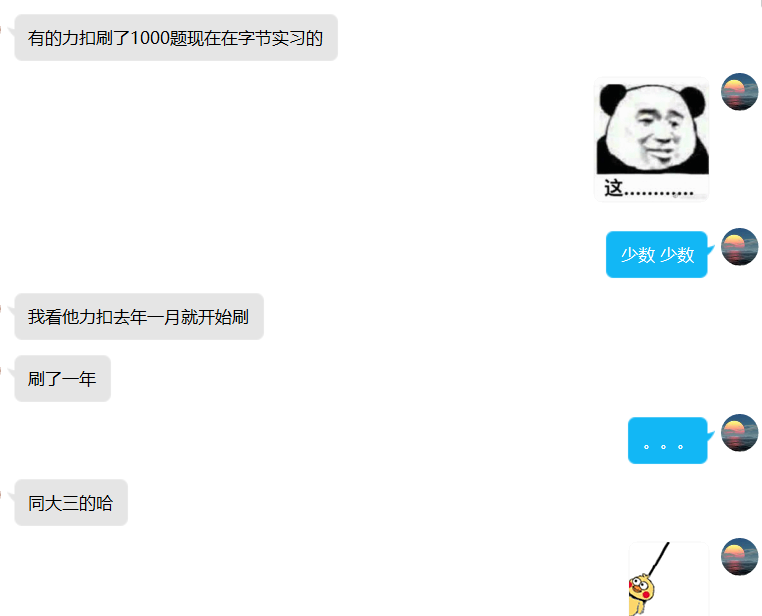 有的力扣刷了1000题现在在字节实习的
这............
少数 少数
我看他力扣去年一月就开始刷
刷了一年
。。。
同大三的哈